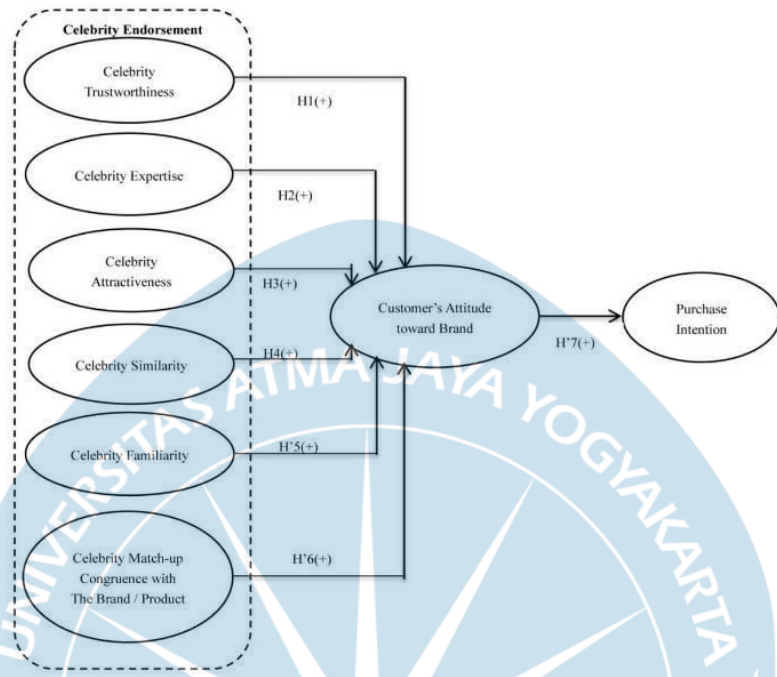 Celebrity Endorsement
Celebrity
Trustworthiness
H1(+)
Celebrity Expertise
H2(+)
Celebrity
Attractiveness
H3(+)
Customer's Attitude
toward Brand
H'7(+)
Purchase
Intention
Celebrity Similarity
H4(+)
Celebrity Familiarity
H'5(+)
Celebrity Match-up
Congruence with
The Brand / Product
H'6(+)
UNIVERSITAS ATMA JAYA YOGYAKARTA